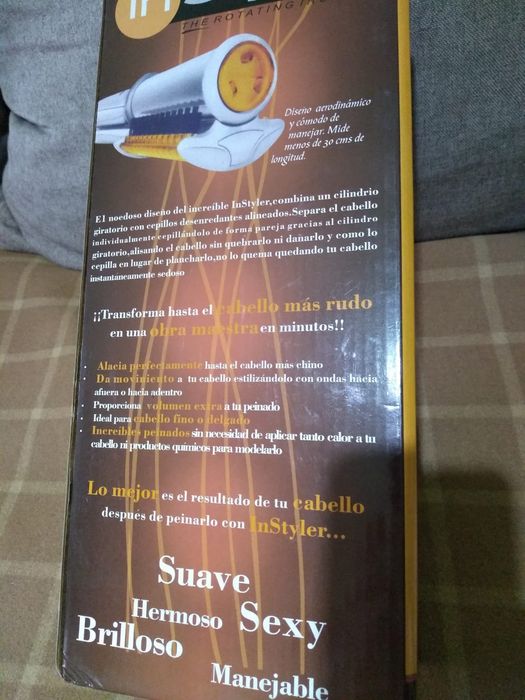 THE ROTATING IR
Diseño aerodinámico
y cómodo de
manejar. Mide
menos de 30 cms de
longitud.
El noedoso diseño del increíble InStyler,combina un cilindrio
giratorio con cepillos desenredantes alineados.Separa el cabello
individualmente cepillándolo de forma pareja gracias al cilindro
giratorio,alisando el cabello sin quebrarlo ni danarlo y como lo
cepilla en lugar de plancharlo,no lo quema quedando tu cabello
instantaneamente sedoso
¡¡Transforma hasta el cabello más rudo
en una obra maestra en minutos!!
· Alacia perfectamente hasta el cabello más chino
· Da movimiento a tu cabello estilizándolo con ondas hacia
afuera o hacia adentro
· Proporciona volumen extra a tu peinado
· Ideal para cabello fino o delgado
· Increíbles peinados sin necesidad de aplicar tanto calor a tu
cabello ni productos químicos para modelarlo
Lo mejor es el resultado de tu cabello
después de peinarlo con InStyler...
Suave
Hermoso Sexy
Brilloso
Manejable